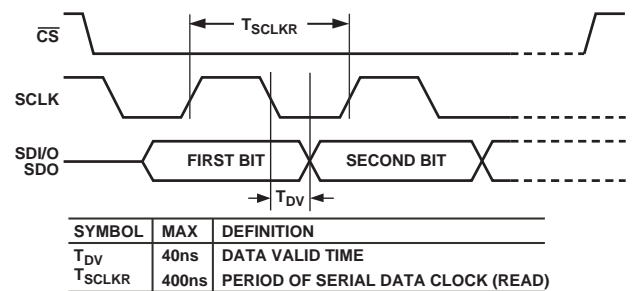 CS
T_SCLKR
SCLK
SDI/O
SDO
FIRST BIT
SECOND BIT
T_DV
SYMBOL MAX DEFINITION
T_DV 40ns DATA VALID TIME
T_SCLKR 400ns PERIOD OF SERIAL DATA CLOCK (READ)